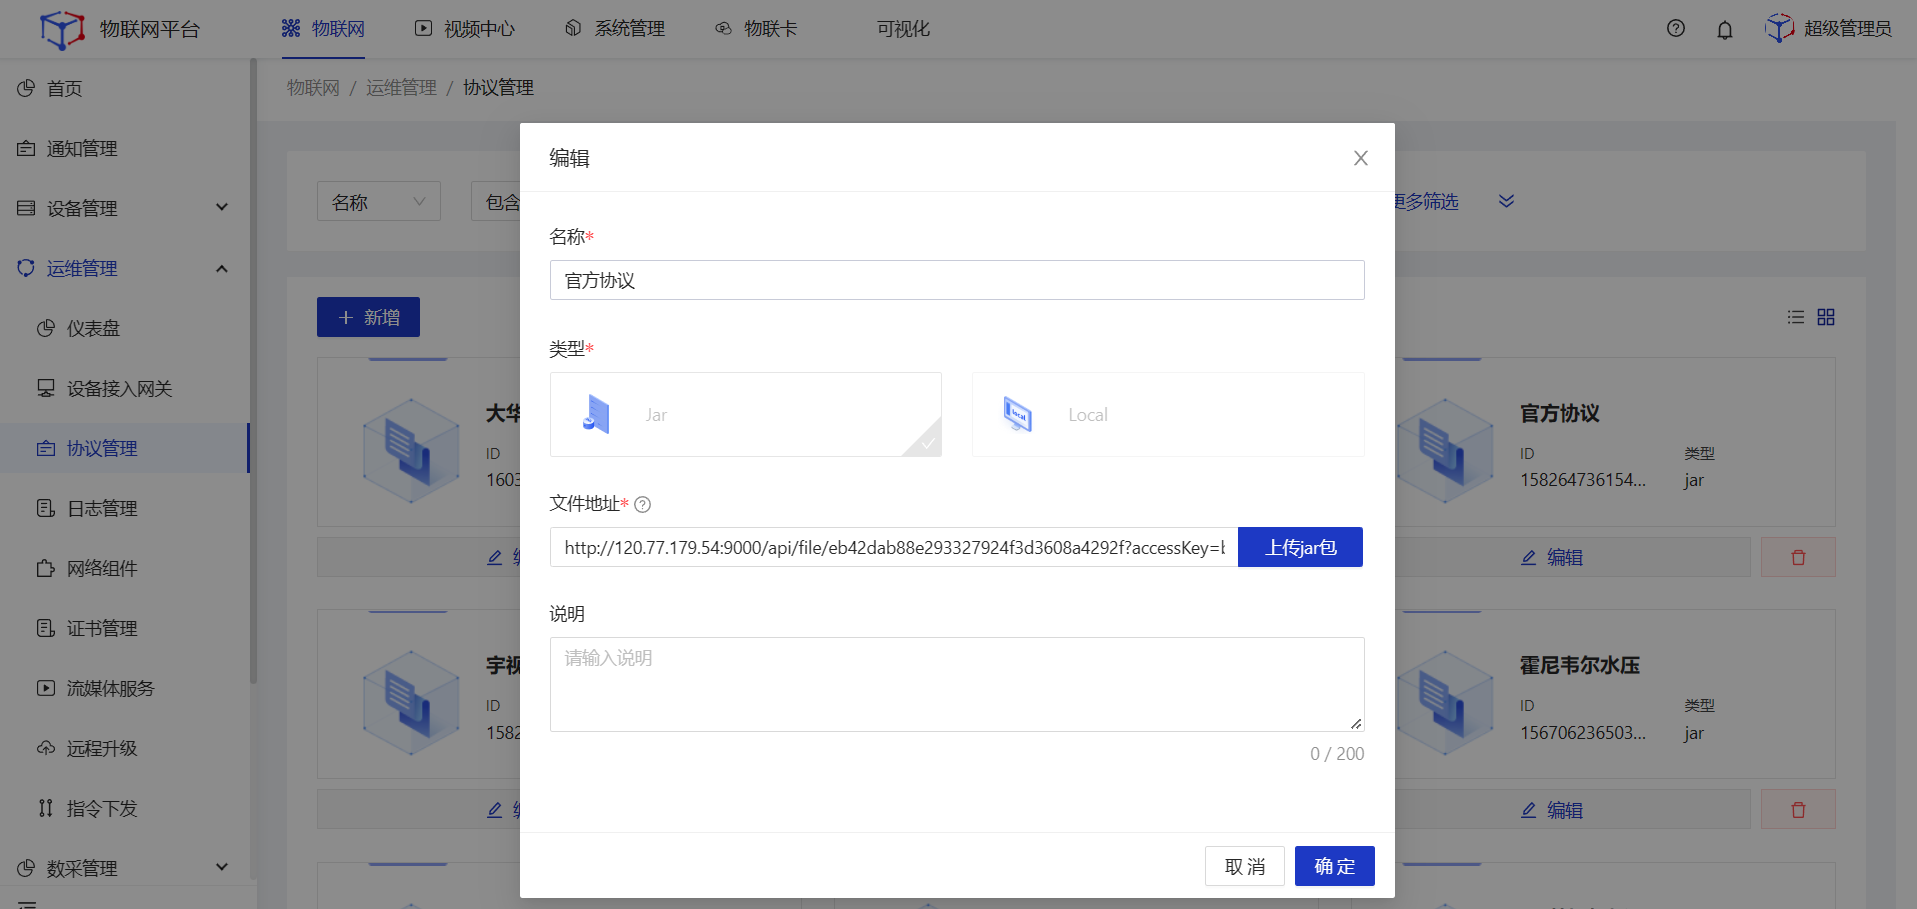 物联网平台
物联网
视频中心
系统管理
物联卡
可视化
超级管理员
首页
通知管理
设备管理
运维管理
仪表盘
设备接入网关
协议管理
日志管理
网络组件
证书管理
流媒体服务
远程升级
指令下发
数采管理
物联网 / 运维管理 / 协议管理
名称
包含
更多筛选
新增
大华
ID
1603
宇视
ID
1582
官方协议
ID 类型
158264736154... jar
编辑
霍尼韦尔水压
ID 类型
156706236503... jar
编辑
编辑
名称*
官方协议
类型*
Jar
Local
文件地址*
http://120.77.179.54:9000/api/file/eb42dab88e293327924f3d3608a4292f?accessKey=
上传jar包
说明
请输入说明
0 / 200
取消
确定